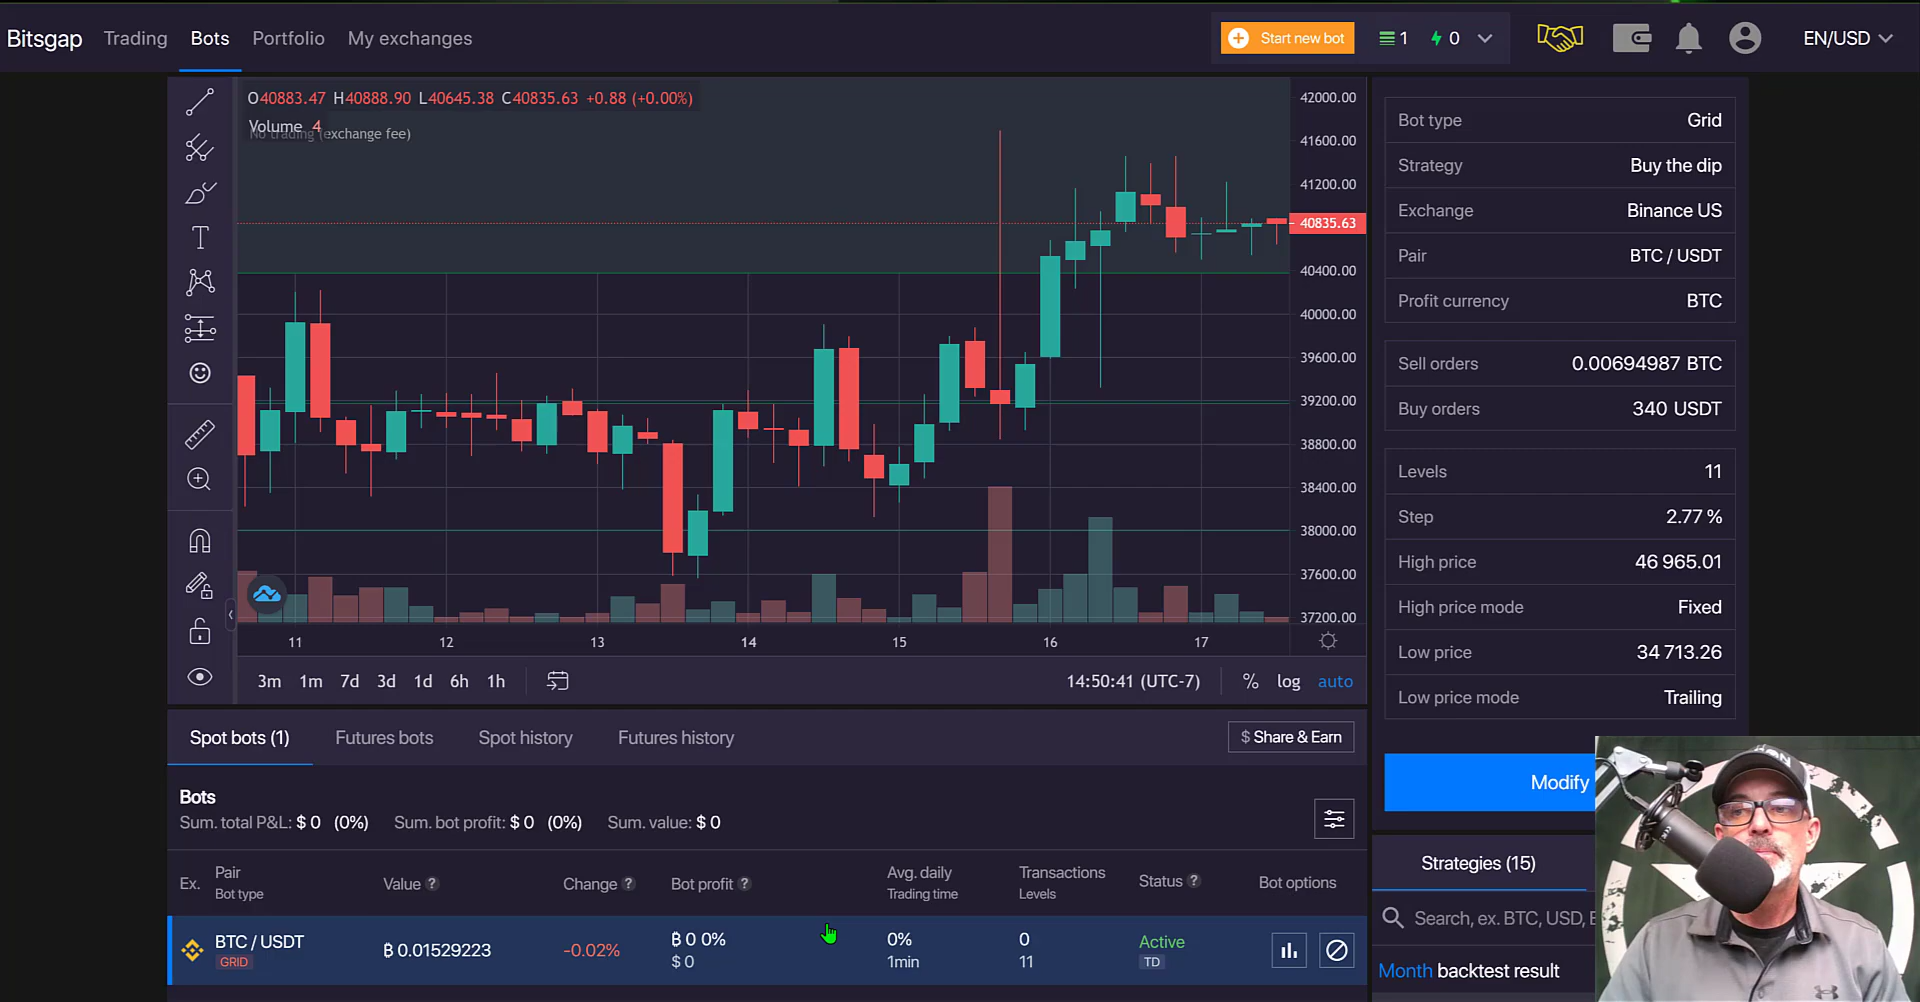 Bitsgap Trading Bots Portfolio My exchanges Start new bot 1 0 EN/USD
O40883.47 H40888.90 L40645.38 C40835.63 +0.88 (+0.00%)
Volume 4
No trading (exchange fee)
42000.00
41600.00
41200.00
40835.63
40400.00
40000.00
39600.00
39200.00
38800.00
38400.00
38000.00
37600.00
37200.00
11 12 13 14 15 16 17
3m 1m 7d 3d 1d 6h 1h 14:50:41 (UTC-7) % log auto
Bot type Grid
Strategy Buy the dip
Exchange Binance US
Pair BTC / USDT
Profit currency BTC
Sell orders 0.00694987 BTC
Buy orders 340 USDT
Levels 11
Step 2.77 %
High price 46 965.01
High price mode Fixed
Low price 34 713.26
Low price mode Trailing
Modify
Strategies (15)
Search, ex. BTC, USD, E
Month backtest result
Spot bots (1) Futures bots Spot history Futures history $ Share & Earn
Bots
Sum. total P&L: $ 0 (0%) Sum. bot profit: $ 0 (0%) Sum. value: $ 0
Ex. Pair Value ? Change ? Bot profit ? Avg. daily Transactions Status ? Bot options
Bot type Trading time Levels
BTC / USDT ₿ 0.01529223 -0.02% ₿ 0 0% 0% 0 Active
GRID $ 0 1min 11 TD